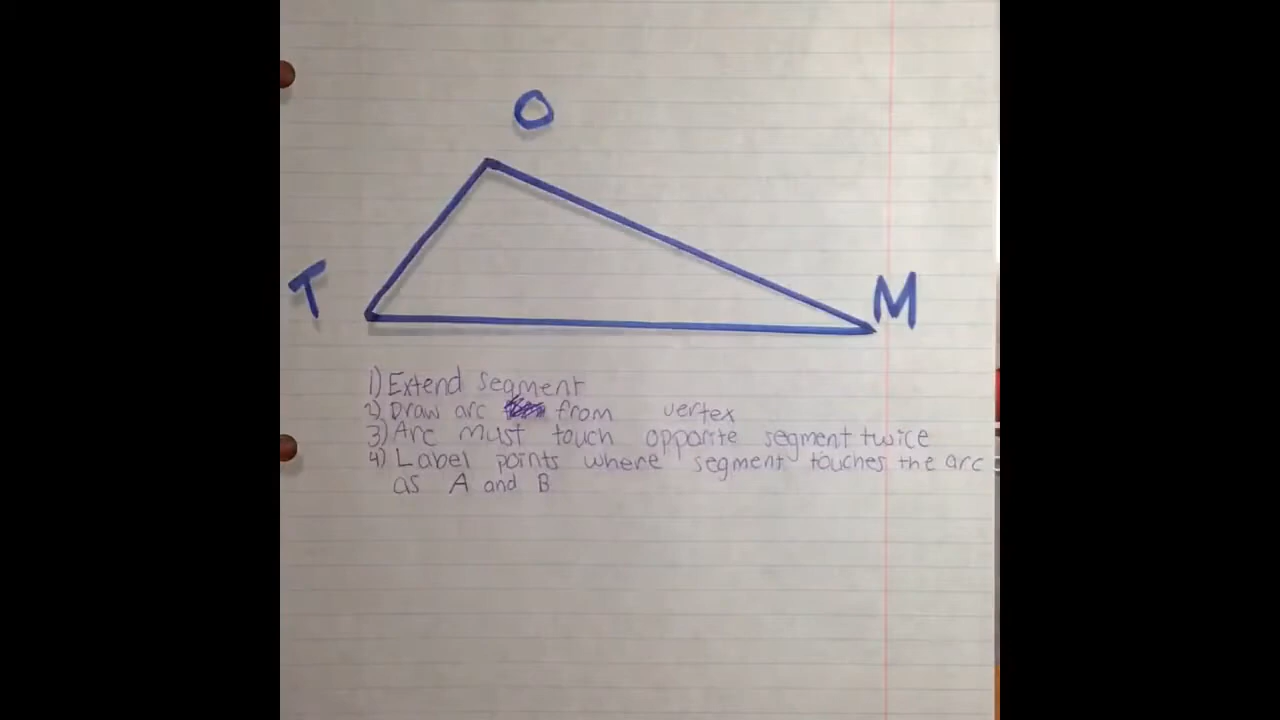 O
T
M
1) Extend segment
2) Draw arc from vertex
3) Arc must touch opposite segment twice
4) Label points where segment touches the arc
as A and B